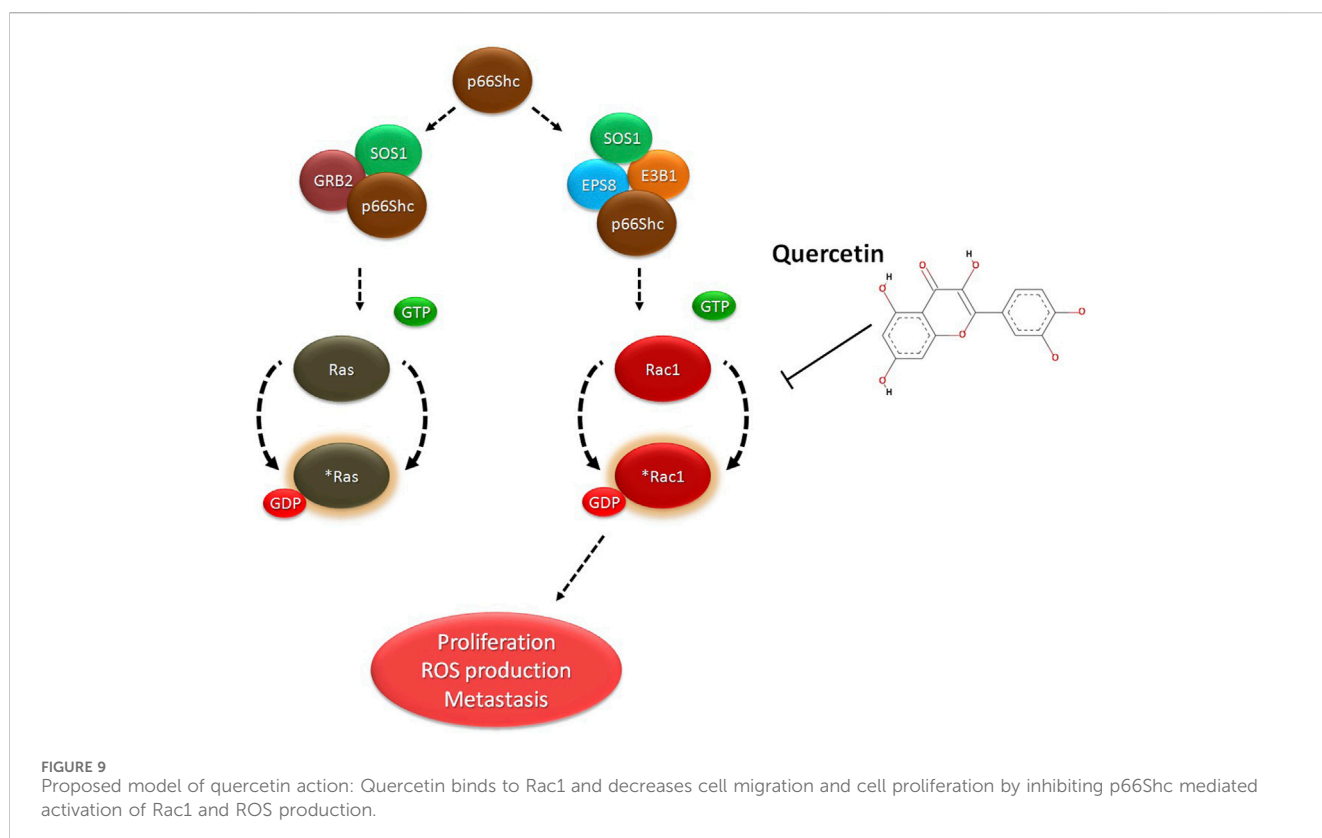 p66Shc
SOS1
GRB2
p66Shc
SOS1
EPS8
E3B1
p66Shc
Quercetin
H
O
O
H
O
O
O
O
O
H
GTP
GTP
Ras
Rac1
*Ras
GDP
*Rac1
GDP
Proliferation
ROS production
Metastasis
FIGURE 9
Proposed model of quercetin action: Quercetin binds to Rac1 and decreases cell migration and cell proliferation by inhibiting p66Shc mediated
activation of Rac1 and ROS production.